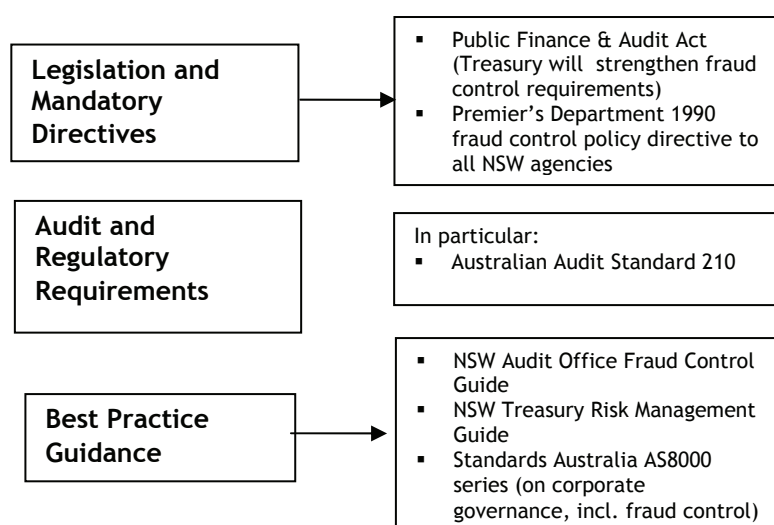 Legislation and
Mandatory
Directives
▪ Public Finance & Audit Act
(Treasury will strengthen fraud
control requirements)
▪ Premier’s Department 1990
fraud control policy directive to
all NSW agencies
Audit and
Regulatory
Requirements
In particular:
▪ Australian Audit Standard 210
Best Practice
Guidance
▪ NSW Audit Office Fraud Control
Guide
▪ NSW Treasury Risk Management
Guide
▪ Standards Australia AS8000
series (on corporate
governance, incl. fraud control)